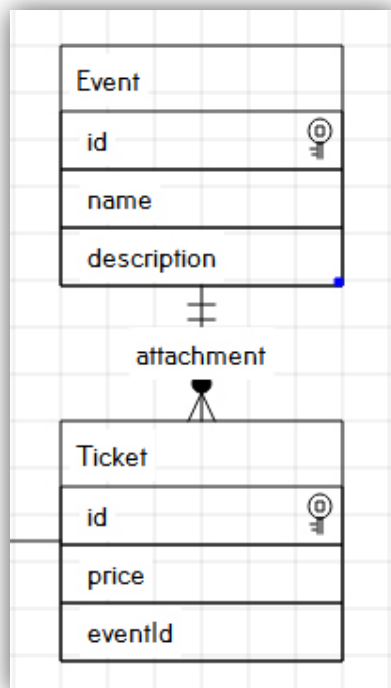 Event
id
name
description
attachment
Ticket
id
price
eventId